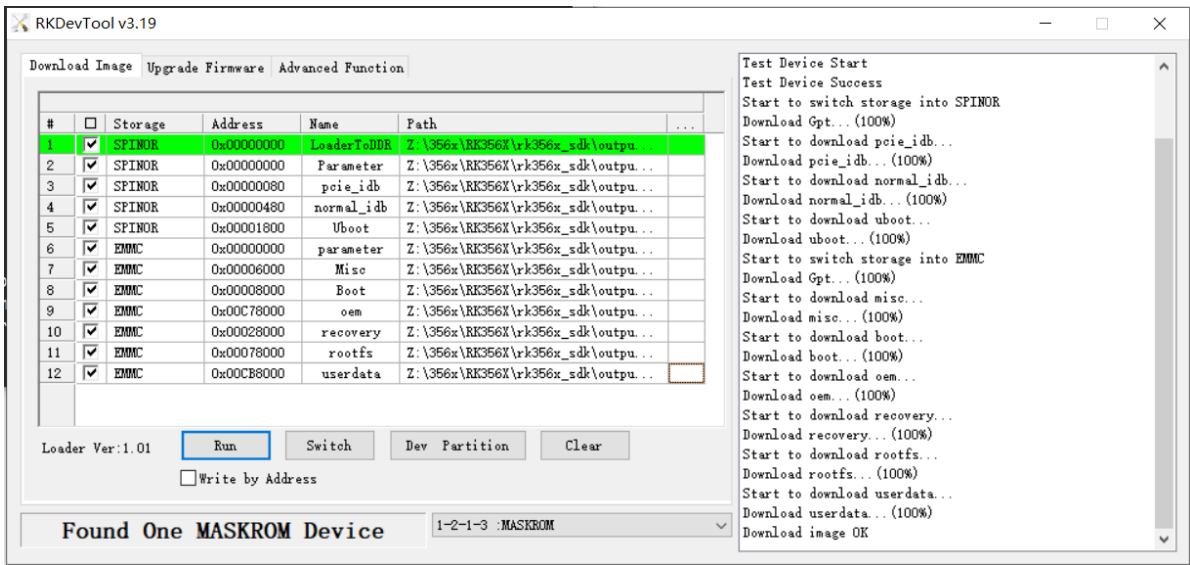 RKDevTool v3.19
Download Image Upgrade Firmware Advanced Function
# Storage Address Name Path ...
1 SPINOR 0x00000000 LoaderToDDR Z:\356x\RK356X\rk356x_sdk\outpu...
2 SPINOR 0x00000000 Parameter Z:\356x\RK356X\rk356x_sdk\outpu...
3 SPINOR 0x00000080 pcie_idb Z:\356x\RK356X\rk356x_sdk\outpu...
4 SPINOR 0x00000480 normal_idb Z:\356x\RK356X\rk356x_sdk\outpu...
5 SPINOR 0x00001800 Uboot Z:\356x\RK356X\rk356x_sdk\outpu...
6 EMMC 0x00000000 parameter Z:\356x\RK356X\rk356x_sdk\outpu...
7 EMMC 0x00006000 Misc Z:\356x\RK356X\rk356x_sdk\outpu...
8 EMMC 0x00008000 Boot Z:\356x\RK356X\rk356x_sdk\outpu...
9 EMMC 0x00C78000 oem Z:\356x\RK356X\rk356x_sdk\outpu...
10 EMMC 0x00028000 recovery Z:\356x\RK356X\rk356x_sdk\outpu...
11 EMMC 0x00078000 rootfs Z:\356x\RK356X\rk356x_sdk\outpu...
12 EMMC 0x00CB8000 userdata Z:\356x\RK356X\rk356x_sdk\outpu...
Loader Ver:1.01 Run Switch Dev Partition Clear
Write by Address
Found One MASKROM Device 1-2-1-3 :MASKROM
Test Device Start
Test Device Success
Start to switch storage into SPINOR
Download Gpt...(100%)
Start to download pcie_idb...
Download pcie_idb...(100%)
Start to download normal_idb...
Download normal_idb...(100%)
Start to download uboot...
Download uboot...(100%)
Start to switch storage into EMMC
Download Gpt...(100%)
Start to download misc...
Download misc...(100%)
Start to download boot...
Download boot...(100%)
Start to download oem...
Download oem...(100%)
Start to download recovery...
Download recovery...(100%)
Start to download rootfs...
Download rootfs...(100%)
Start to download userdata...
Download userdata...(100%)
Download image OK